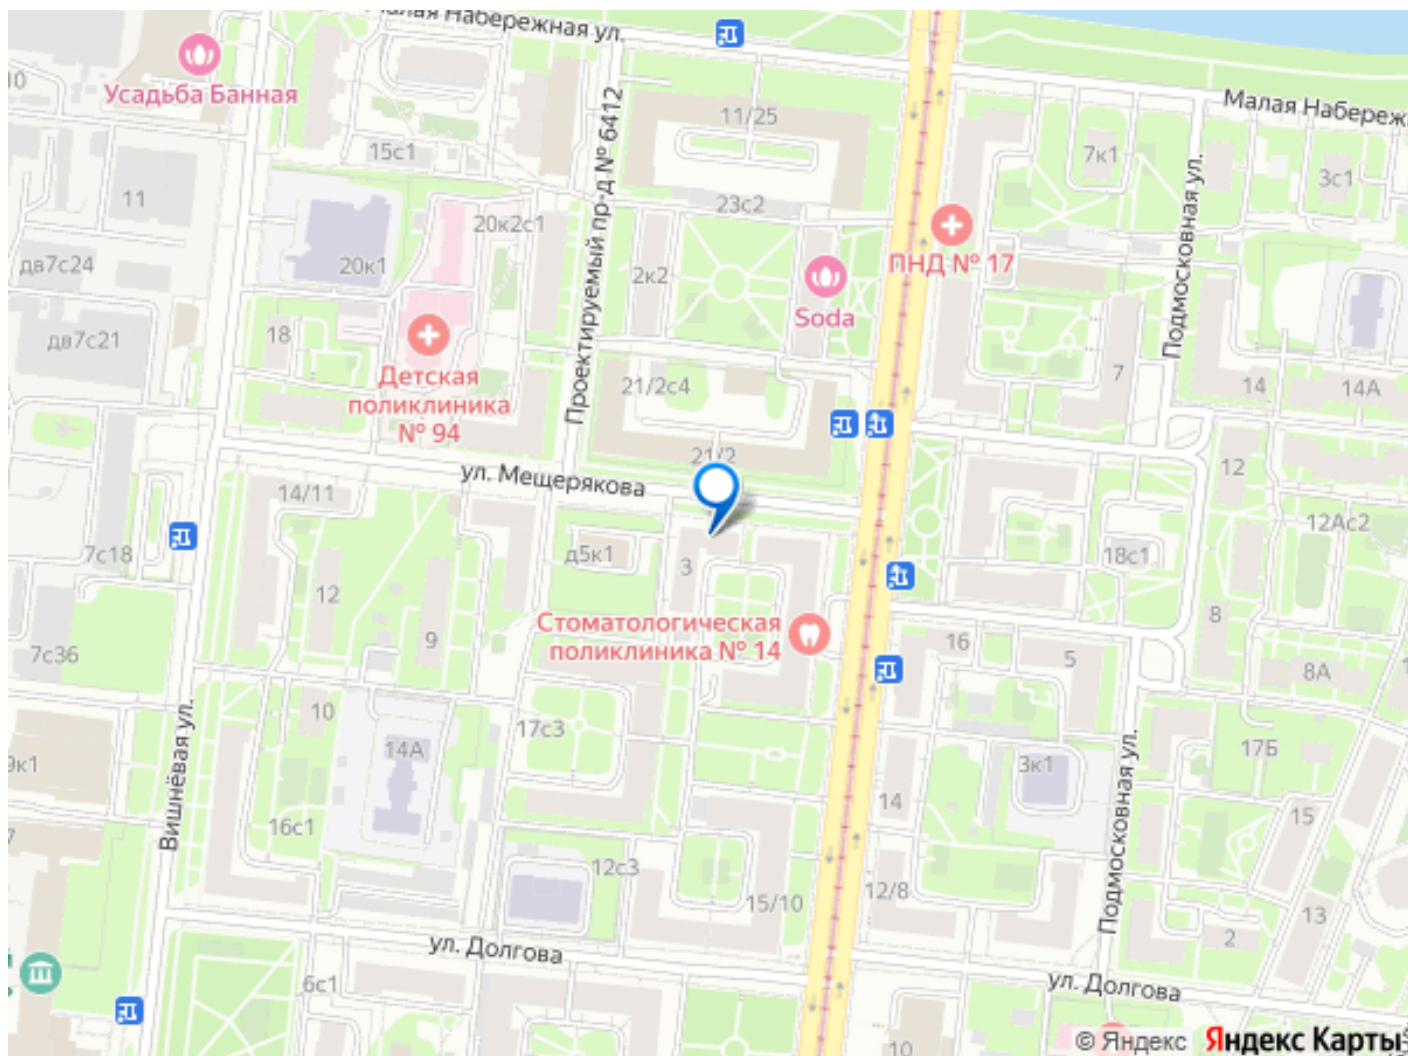 Малая Набережная ул.
Усадьба Банная
11/25
Малая Набереж
15с1
7к1
3с1
11
Проектируемый пр-д № 6412
23с2
20к2с1
Подмосковная ул.
дв7с24
20к1
2к2
ПНД № 17
Soda
18
дв7с21
Детская
поликлиника
№ 94
21/2с4
7
14
14А
21/2
12
ул. Мещерякова
14/11
12Ас2
7с18
д5к1
3
18с1
12
8
Стоматологическая
поликлиника № 14
9
16
5
7с36
8А
10
17с3
14А
17Б
9к1
3к1
Вишнёвая ул.
Подмосковная ул.
14
15
16с1
12с3
12/8
15/10
13
2
ул. Долгова
6с1
ул. Долгова
10
© Яндекс Яндекс Карты